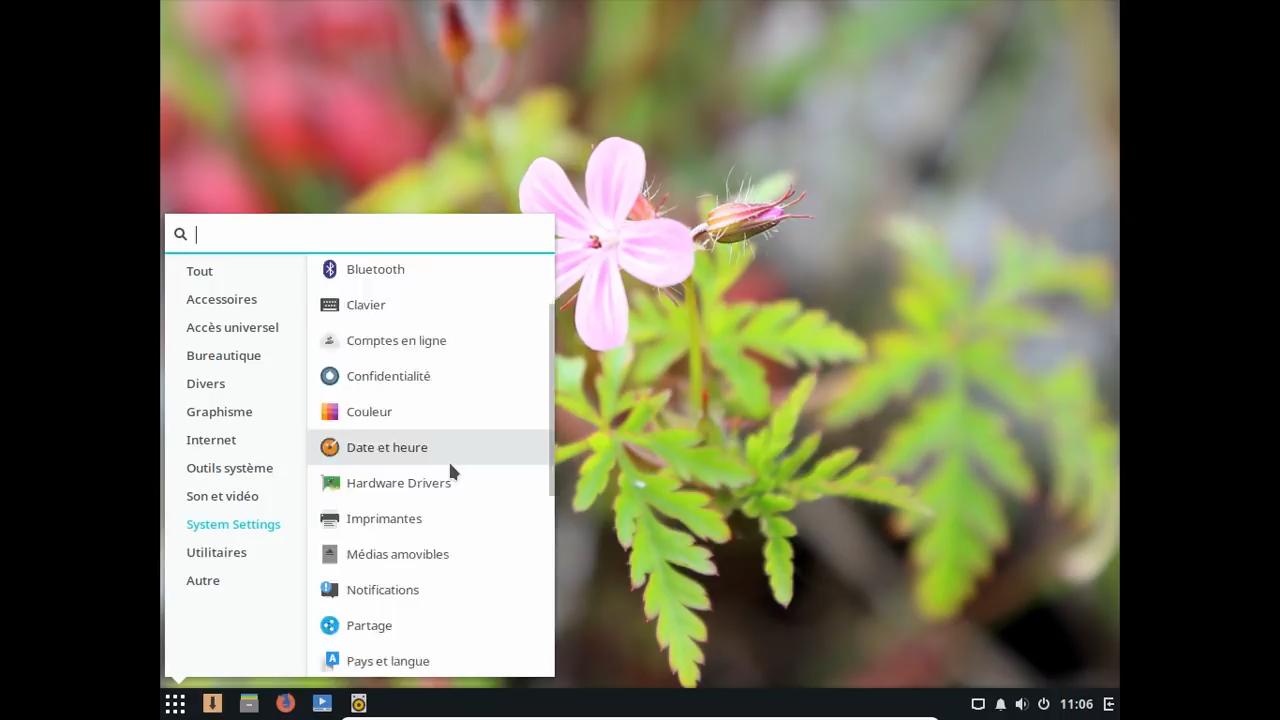 Tout
Accessoires
Accès universel
Bureautique
Divers
Graphisme
Internet
Outils système
Son et vidéo
System Settings
Utilitaires
Autre
Bluetooth
Clavier
Comptes en ligne
Confidentialité
Couleur
Date et heure
Hardware Drivers
Imprimantes
Médias amovibles
Notifications
Partage
Pays et langue
11:06